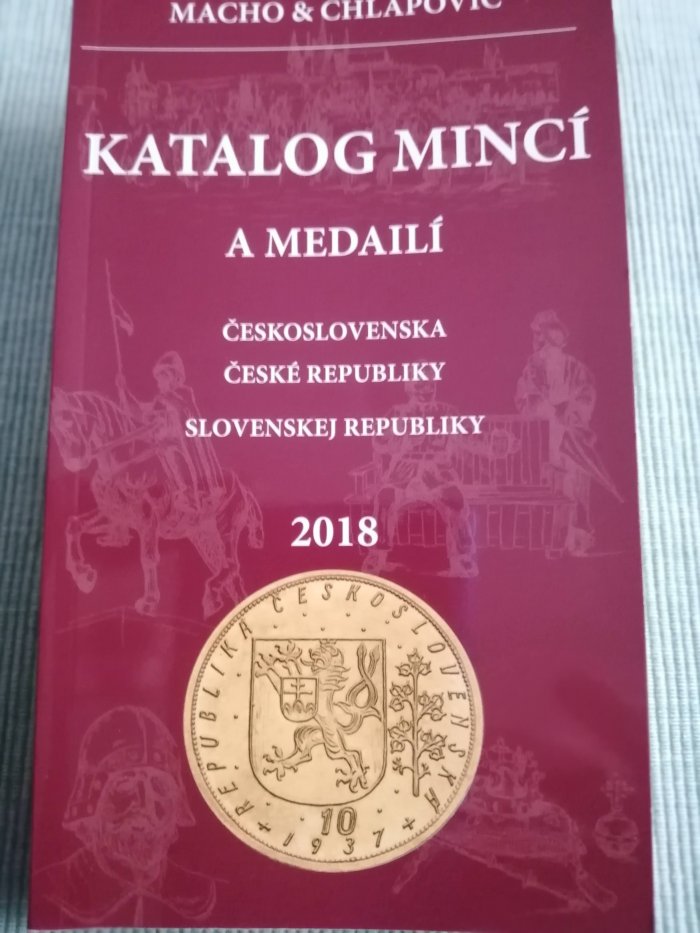 MACHO & CHLAPOVIČ
KATALOG MINCÍ
A MEDAILÍ
ČESKOSLOVENSKA
ČESKÉ REPUBLIKY
SLOVENSKEJ REPUBLIKY
2018
REPUBLIKA ČESKOSLOVENSKÁ
10
+ 1937 +